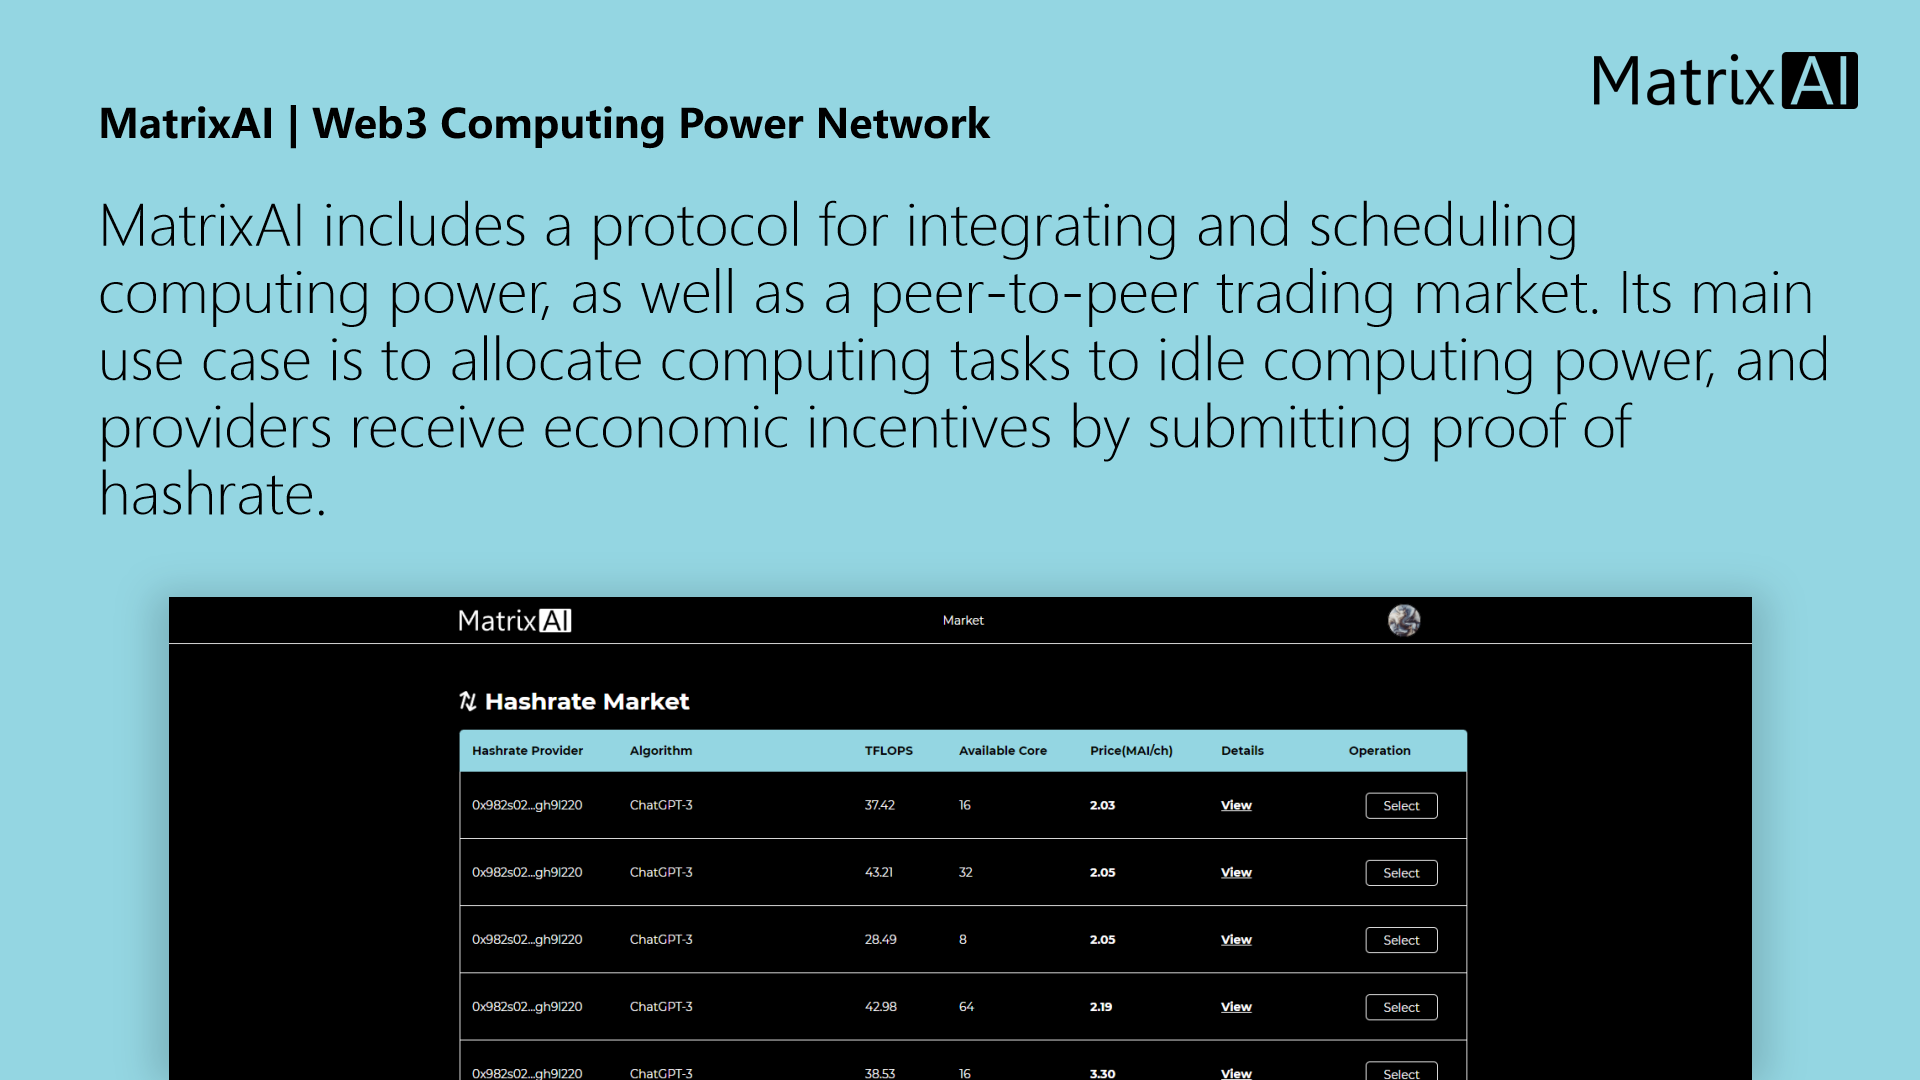 MatrixAI
MatrixAI | Web3 Computing Power Network
MatrixAI includes a protocol for integrating and scheduling
computing power, as well as a peer-to-peer trading market. Its main
use case is to allocate computing tasks to idle computing power, and
providers receive economic incentives by submitting proof of
hashrate.
MatrixAI Market
Hashrate Market
Hashrate Provider Algorithm TFLOPS Available Core Price(MAI/ch) Details Operation
0x982s02...gh9l220 ChatGPT-3 37.42 16 2.03 View Select
0x982s02...gh9l220 ChatGPT-3 43.21 32 2.05 View Select
0x982s02...gh9l220 ChatGPT-3 28.49 8 2.05 View Select
0x982s02...gh9l220 ChatGPT-3 42.98 64 2.19 View Select
0x982s02...gh9l220 ChatGPT-3 38.53 16 3.30 View Select